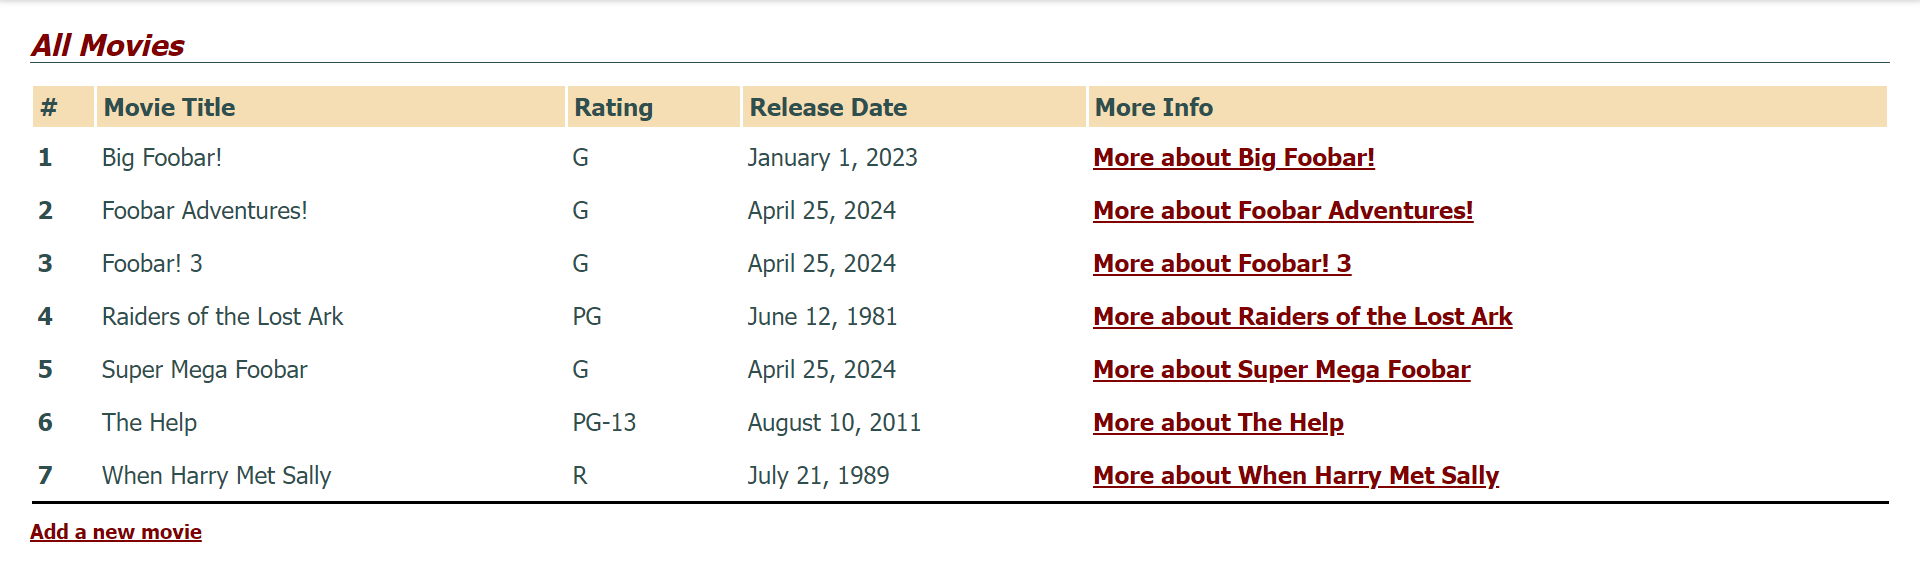 All Movies
# Movie Title Rating Release Date More Info
1 Big Foobar! G January 1, 2023 More about Big Foobar!
2 Foobar Adventures! G April 25, 2024 More about Foobar Adventures!
3 Foobar! 3 G April 25, 2024 More about Foobar! 3
4 Raiders of the Lost Ark PG June 12, 1981 More about Raiders of the Lost Ark
5 Super Mega Foobar G April 25, 2024 More about Super Mega Foobar
6 The Help PG-13 August 10, 2011 More about The Help
7 When Harry Met Sally R July 21, 1989 More about When Harry Met Sally
Add a new movie